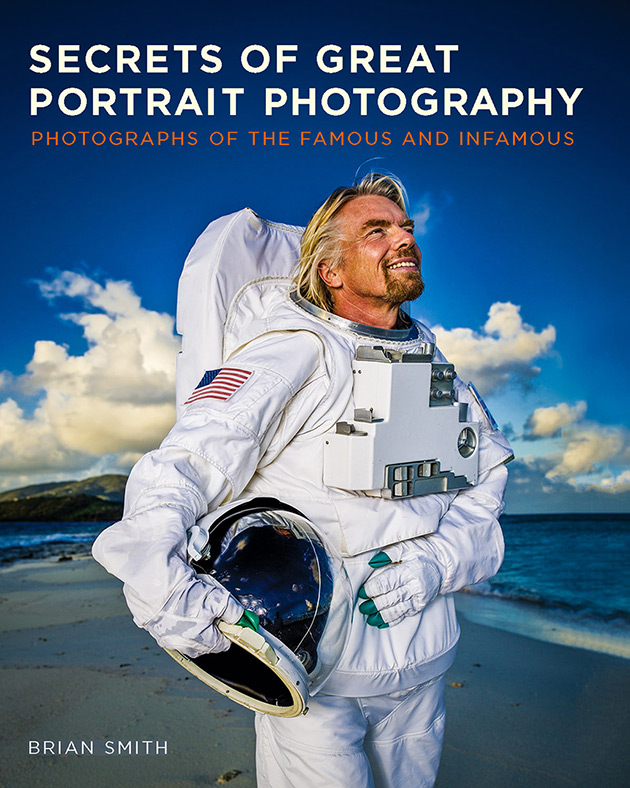 SECRETS OF GREAT
PORTRAIT PHOTOGRAPHY
PHOTOGRAPHS OF THE FAMOUS AND INFAMOUS
BRIAN SMITH